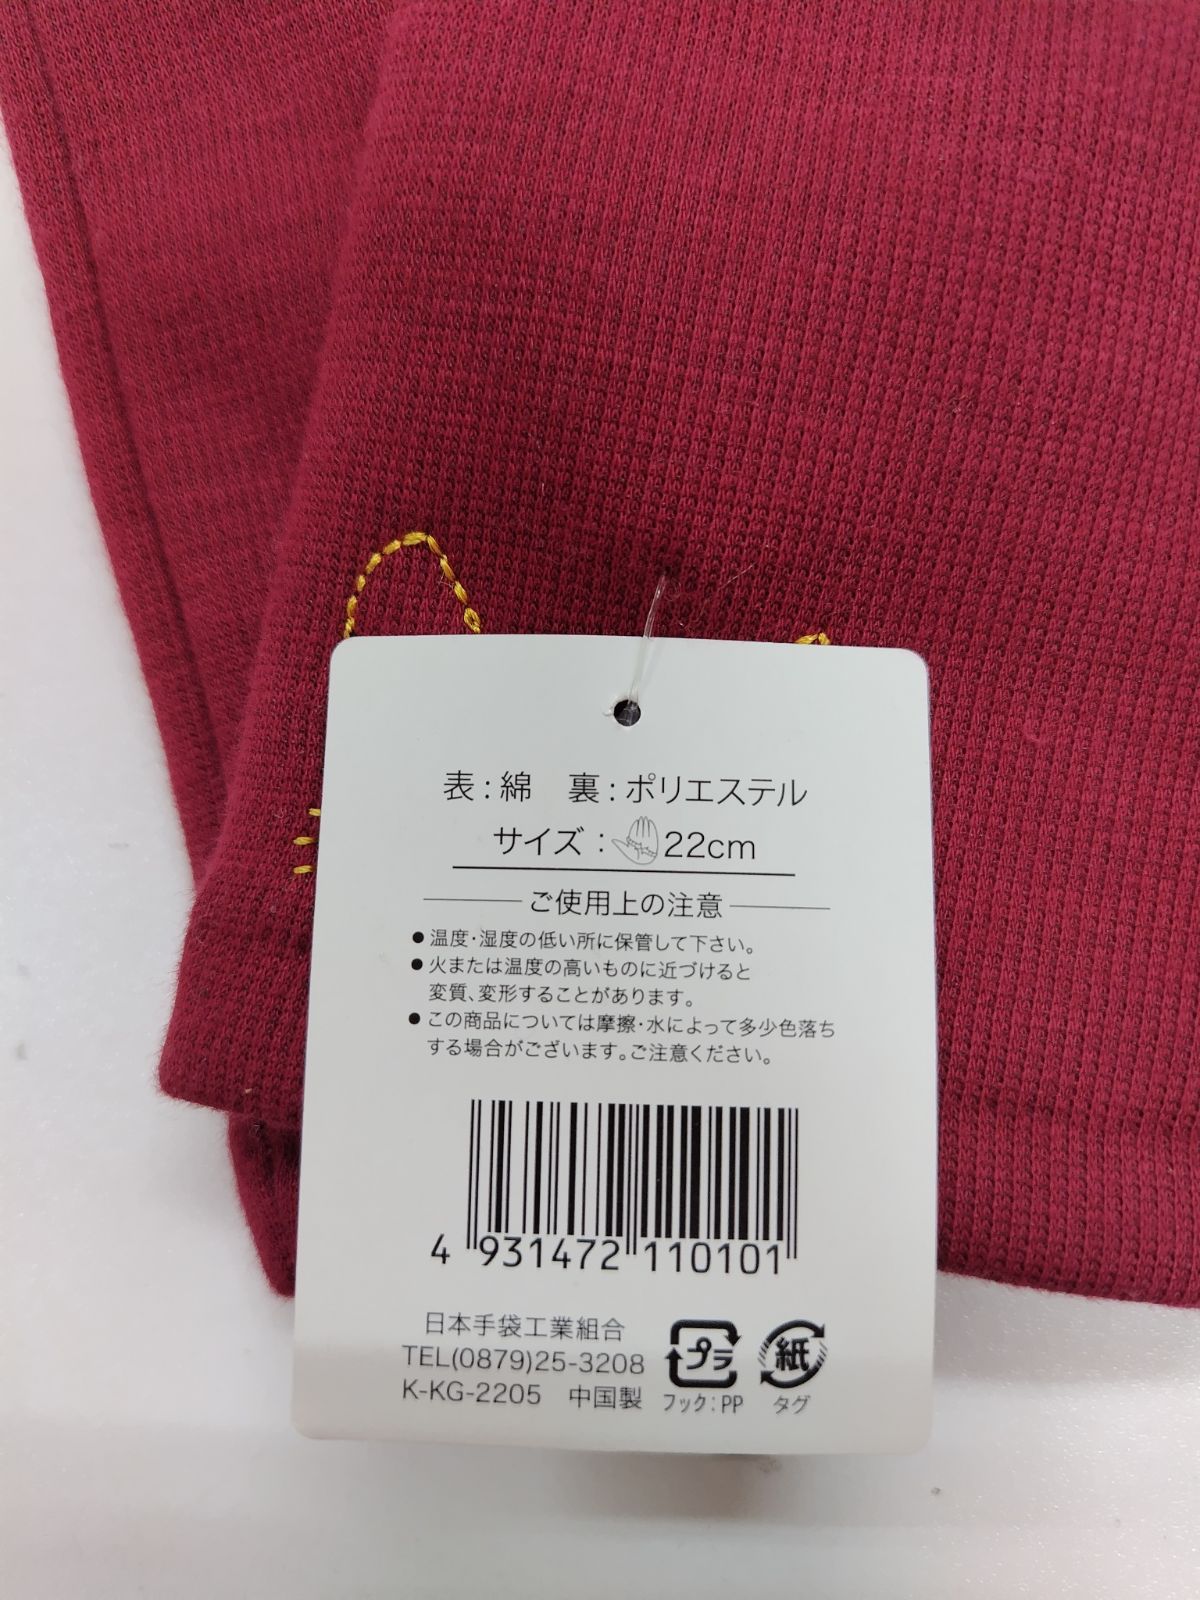 表:綿　裏:ポリエステル
サイズ:22cm
ご使用上の注意
●温度・湿度の低い所に保管して下さい。
●火または温度の高いものに近づけると
変質、変形することがあります。
●この商品については摩擦・水によって多少色落ち
する場合がございます。ご注意ください。
4 931472 110101
日本手袋工業組合
TEL(0879)25-3208
K-KG-2205　中国製
プラ
フック:PP
紙
タグ